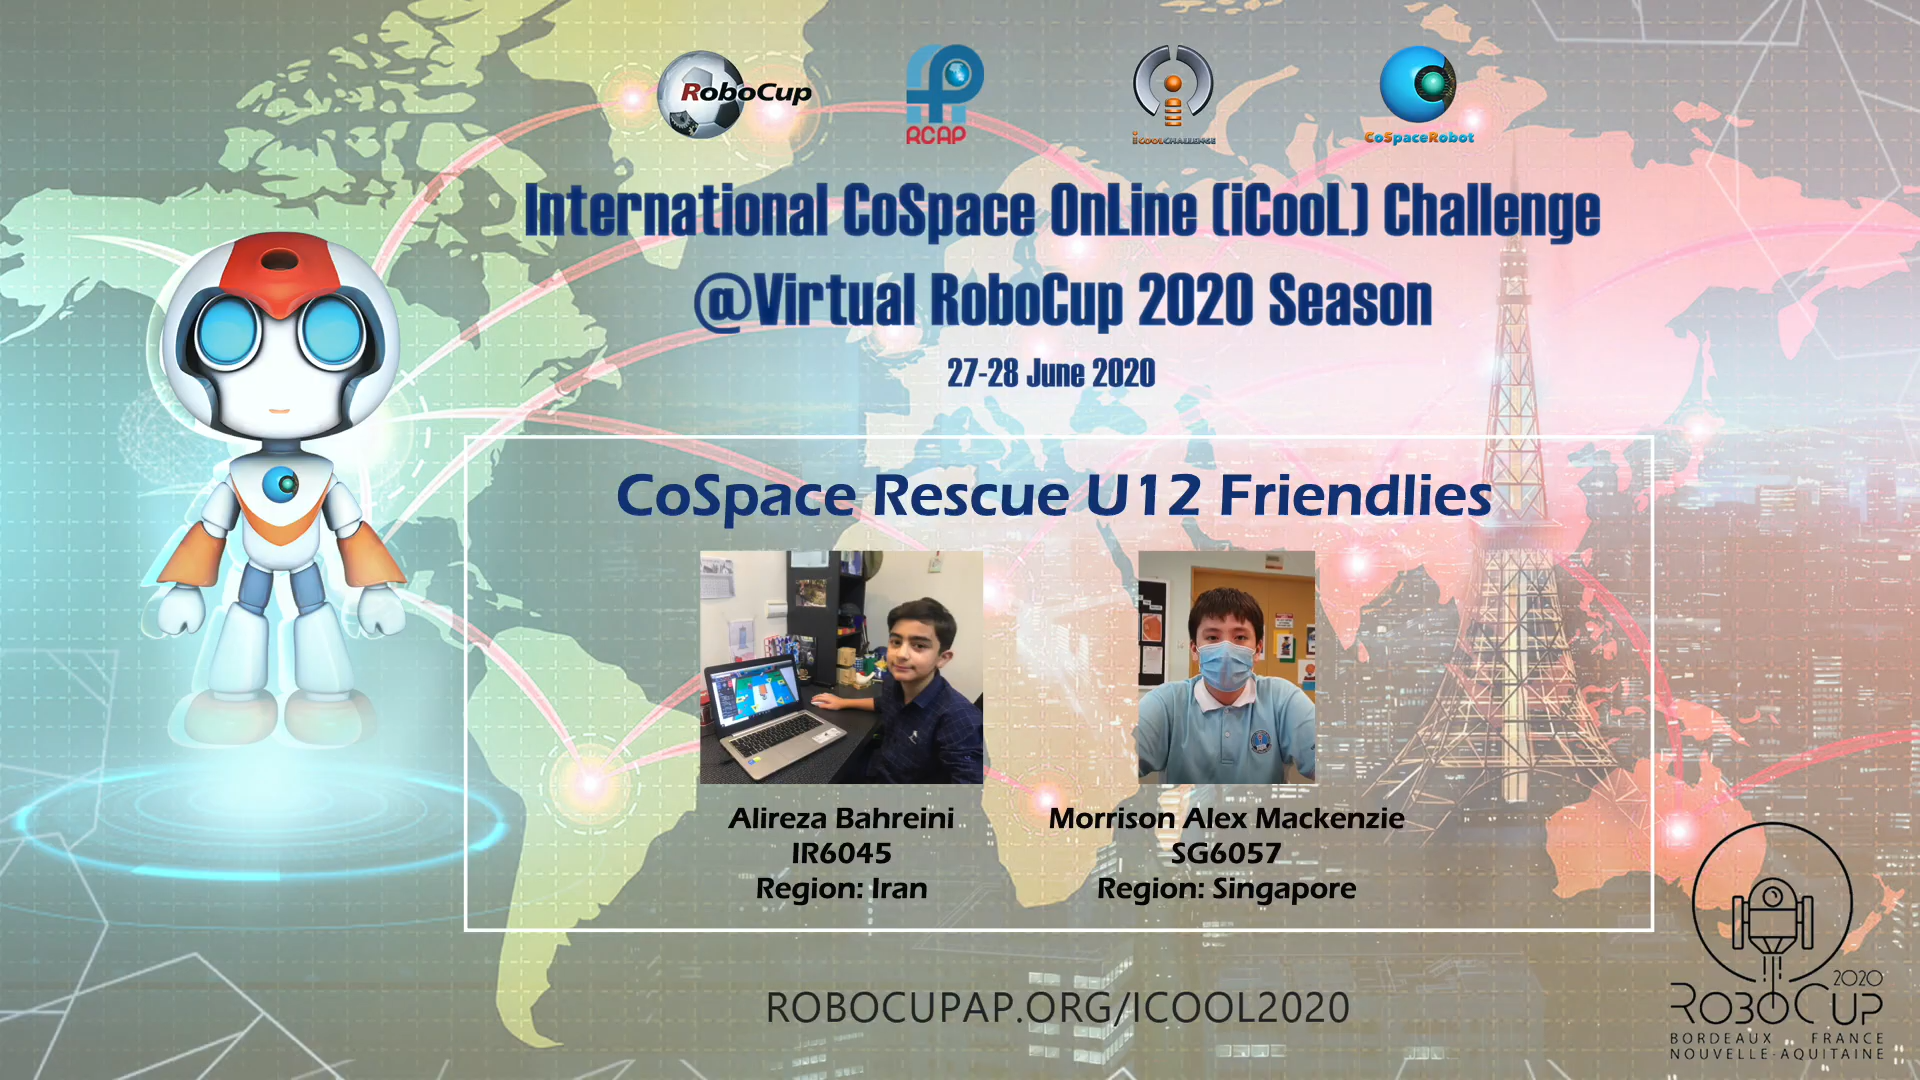 RoboCup
RCAP
iCOOLCHALLENGE
CoSpaceRobot
International CoSpace OnLine (iCooL) Challenge
@Virtual RoboCup 2020 Season
27-28 June 2020
CoSpace Rescue U12 Friendlies
Alireza Bahreini
IR6045
Region: Iran
Morrison Alex Mackenzie
SG6057
Region: Singapore
ROBOCUPAP.ORG/ICOOL2020
2020
ROBOCUP
BORDEAUX FRANCE
NOUVELLE-AQUITAINE